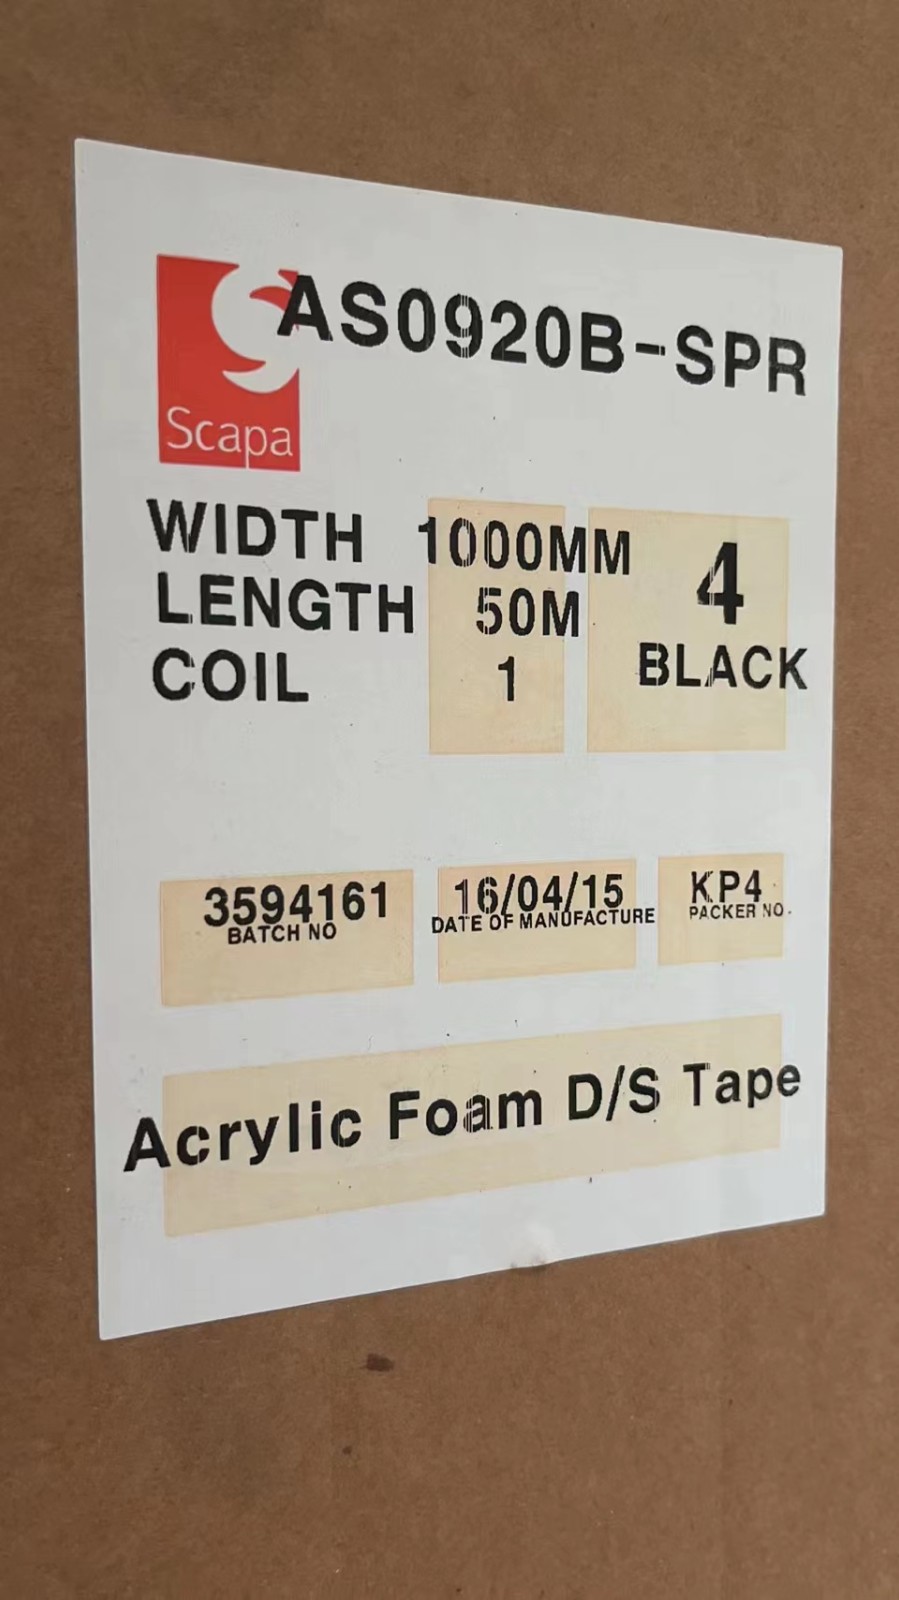 AS0920B-SPR
Scapa
WIDTH 1000MM
LENGTH 50M
COIL 1
4
BLACK
3594161
BATCH NO
16/04/15
DATE OF MANUFACTURE
KP4
PACKER NO.
Acrylic Foam D/S Tape